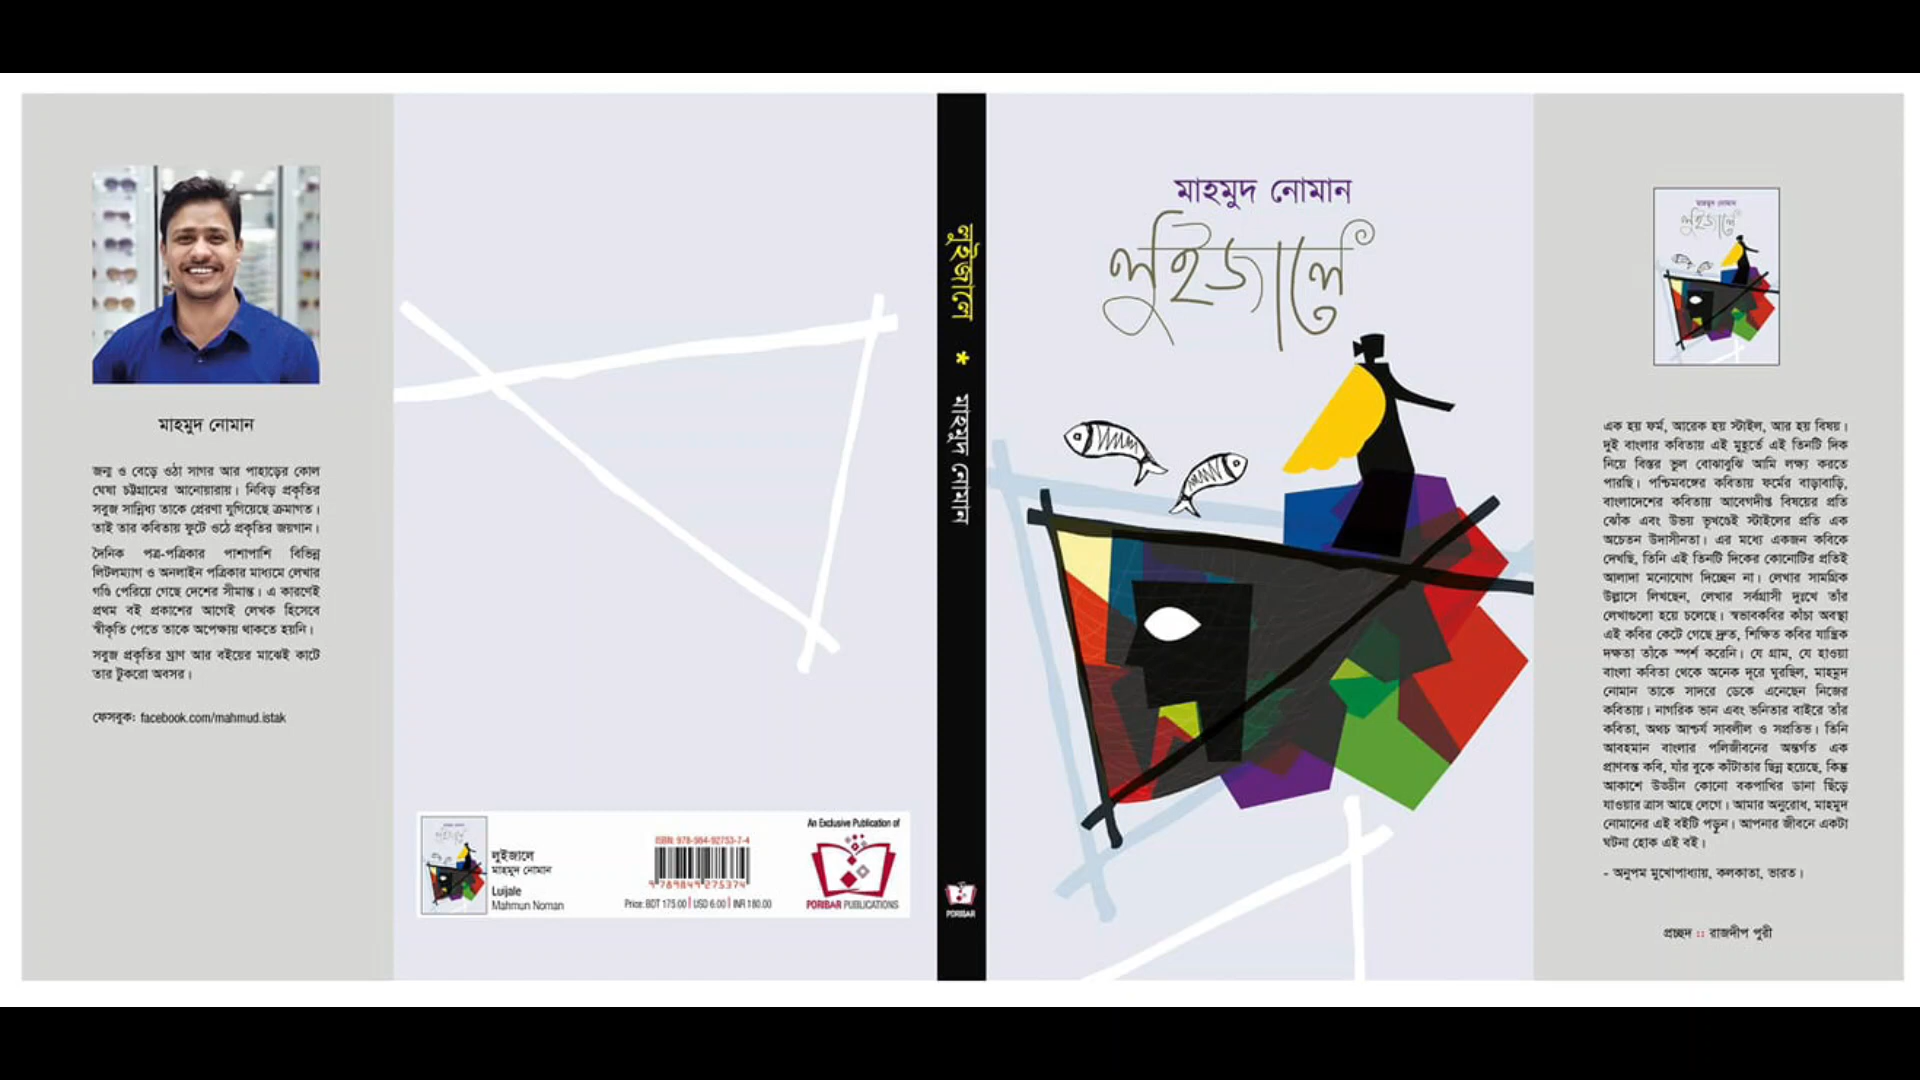 মাহমুদ নোমান
জন্ম ও বেড়ে ওঠা সাগর আর পাহাড়ের কোল
ঘেষা চট্টগ্রামের আনোয়ারায়। নিবিড় প্রকৃতির
সবুজ সান্নিধ্য তাকে প্রেরণা যুগিয়েছে ক্রমাগত।
তাই তার কবিতায় ফুটে ওঠে প্রকৃতির জয়গান।
দৈনিক পত্র-পত্রিকার পাশাপাশি বিভিন্ন
লিটলম্যাগ ও অনলাইন পত্রিকার মাধ্যমে লেখার
গণ্ডি পেরিয়ে গেছে দেশের সীমান্ত। এ কারণেই
প্রথম বই প্রকাশের আগেই লেখক হিসেবে
স্বীকৃতি পেতে তাকে অপেক্ষায় থাকতে হয়নি।
সবুজ প্রকৃতির ঘ্রাণ আর বইয়ের মাঝেই কাটে
তার টুকরো অবসর।
ফেসবুক: facebook.com/mahmud.istak
লুইজালে
মাহমুদ নোমান
Luijale
Mahmun Noman
ISBN: 978-984-92753-7-4
9 789849 275374
Price: BDT 175.00 | USD 6.00 | INR 180.00
An Exclusive Publication of
PORIBAR PUBLICATIONS
লুইজালে * মাহমুদ নোমান
PORIBAR
মাহমুদ নোমান
লুইজালে
মাহমুদ নোমান
লুইজালে
এক হয় ফর্ম, আরেক হয় স্টাইল, আর হয় বিষয়।
দুই বাংলার কবিতায় এই মুহূর্তে এই তিনটি দিক
নিয়ে বিস্তর ভুল বোঝাবুঝি আমি লক্ষ্য করতে
পারছি। পশ্চিমবঙ্গের কবিতায় ফর্মের বাড়াবাড়ি,
বাংলাদেশের কবিতায় আবেগদীপ্ত বিষয়ের প্রতি
ঝোঁক এবং উভয় ভূখণ্ডেই স্টাইলের প্রতি এক
অচেতন উদাসীনতা। এর মধ্যে একজন কবিকে
দেখছি, তিনি এই তিনটি দিকের কোনোটির প্রতিই
আলাদা মনোযোগ দিচ্ছেন না। লেখার সামগ্রিক
উল্লাসে লিখছেন, লেখার সর্বগ্রাসী দুঃখে তাঁর
লেখাগুলো হয়ে চলেছে। স্বভাবকবির কাঁচা অবস্থা
এই কবির কেটে গেছে দ্রুত, শিক্ষিত কবির যান্ত্রিক
দক্ষতা তাঁকে স্পর্শ করেনি। যে গ্রাম, যে হাওয়া
বাংলা কবিতা থেকে অনেক দূরে ঘুরছিল, মাহমুদ
নোমান তাকে সাদরে ডেকে এনেছেন নিজের
কবিতায়। নাগরিক ভান এবং ভনিতার বাইরে তাঁর
কবিতা, অথচ আশ্চর্য সাবলীল ও সপ্রতিভ। তিনি
আবহমান বাংলার পলিজীবনের অন্তর্গত এক
প্রাণবন্ত কবি, যাঁর বুকে কাঁটাতার ছিন্ন হয়েছে, কিন্তু
আকাশে উড্ডীন কোনো বকপাখির ডানা ছিঁড়ে
যাওয়ার ত্রাস আছে লেগে। আমার অনুরোধ, মাহমুদ
নোমানের এই বইটি পড়ুন। আপনার জীবনে একটা
ঘটনা হোক এই বই।
- অনুপম মুখোপাধ্যায়, কলকাতা, ভারত।
প্রচ্ছদ :: রাজদীপ পুরী